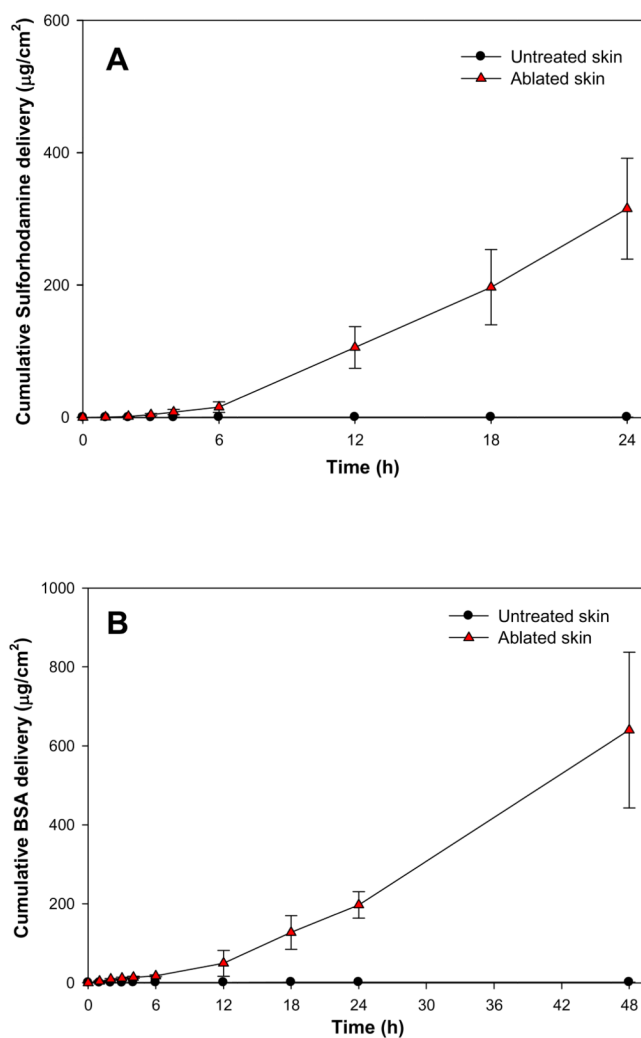 600
A
Untreated skin
Ablated skin
400
200
0
Cumulative Sulforhodamine delivery (µg/cm²)
0 6 12 18 24
Time (h)
1000
B
Untreated skin
Ablated skin
800
600
400
200
0
Cumulative BSA delivery (µg/cm²)
0 6 12 18 24 30 36 42 48
Time (h)